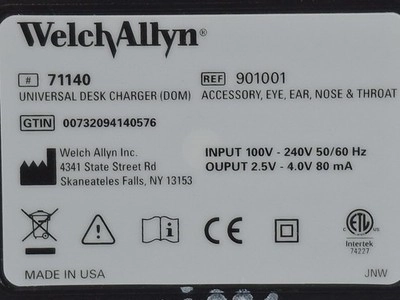 WelchAllyn®
# 71140 REF 901001
UNIVERSAL DESK CHARGER (DOM) ACCESSORY, EYE, EAR, NOSE & THROAT
GTIN 00732094140576
Welch Allyn Inc.
4341 State Street Rd
Skaneateles Falls, NY 13153
INPUT 100V - 240V 50/60 Hz
OUPUT 2.5V - 4.0V 80 mA
CE
ETL
Intertek
74227
MADE IN USA JNW